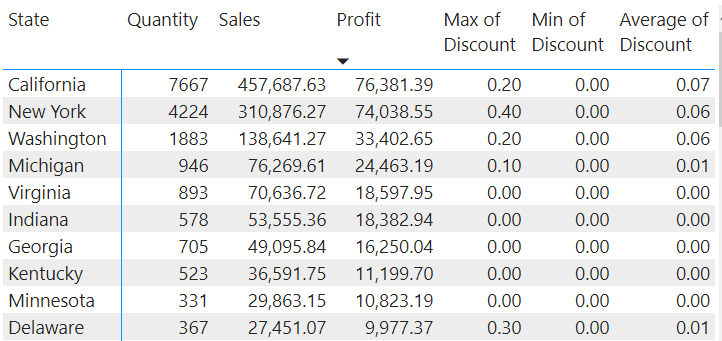 State Quantity Sales Profit Max of Discount Min of Discount Average of Discount
California 7667 457,687.63 76,381.39 0.20 0.00 0.07
New York 4224 310,876.27 74,038.55 0.40 0.00 0.06
Washington 1883 138,641.27 33,402.65 0.20 0.00 0.06
Michigan 946 76,269.61 24,463.19 0.10 0.00 0.01
Virginia 893 70,636.72 18,597.95 0.00 0.00 0.00
Indiana 578 53,555.36 18,382.94 0.00 0.00 0.00
Georgia 705 49,095.84 16,250.04 0.00 0.00 0.00
Kentucky 523 36,591.75 11,199.70 0.00 0.00 0.00
Minnesota 331 29,863.15 10,823.19 0.00 0.00 0.00
Delaware 367 27,451.07 9,977.37 0.30 0.00 0.01